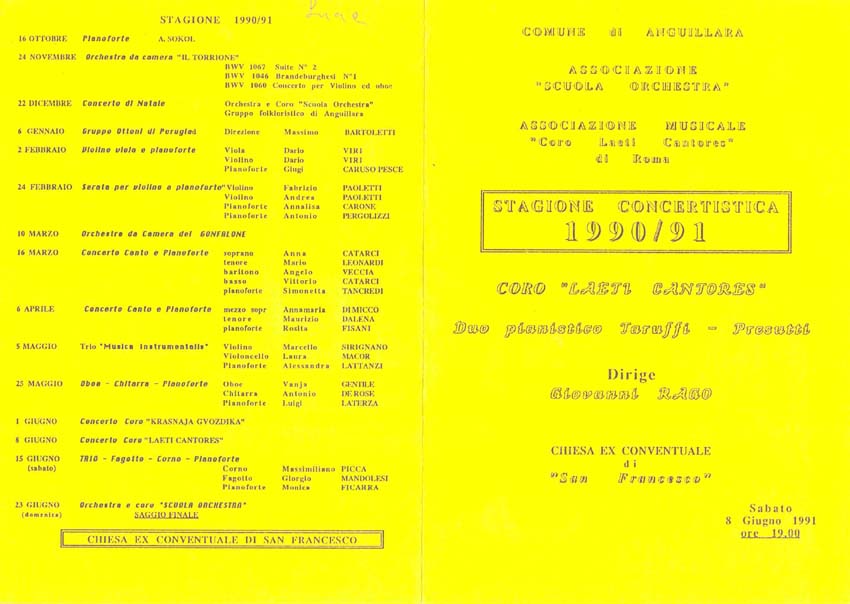 STAGIONE 1990/91
16 OTTOBRE Pianoforte A. SOKOL
24 NOVEMBRE Orchestra da camera "IL TORRIONE"
BWV 1067 Suite N° 2
BWV 1046 Brandeburghesi N°1
BWV 1060 Concerto per Violino ed oboe
22 DICEMBRE Concerto di Natale Orchestra e Coro "Scuola Orchestra"
Gruppo folkloristico di Anguillara
6 GENNAIO Gruppo Ottoni di Perugia Direzione Massimo BARTOLETTI
2 FEBBRAIO Violino viola e pianoforte Viola Dario VIRI
Violino Dario VIRI
Pianoforte Giugi CARUSO PESCE
24 FEBBRAIO Serata per violino a pianoforte" Violino Fabrizio PAOLETTI
Violino Andrea PAOLETTI
Pianoforte Annalisa CARONE
Pianoforte Antonio PERGOLIZZI
10 MARZO Orchestra da Camera del GONFALONE
16 MARZO Concerto Canto e Pianoforte soprano Anna CATARCI
tenore Mario LEONARDI
baritono Angelo VECCIA
basso Vittorio CATARCI
pianoforte Simonetta TANCREDI
6 APRILE Concerto Canto e Pianoforte mezzo sopr Annamaria DI MICCO
tenore Maurizio DALENA
pianoforte Rosita FISANI
5 MAGGIO Trio "Musica Instrumentalis" Violino Marcello SIRIGNANO
Violoncello Laura MACOR
Pianoforte Alessandra LATTANZI
25 MAGGIO Oboe - Chitarra - Pianoforte Oboe Vanja GENTILE
Chitarra Antonio DE ROSE
Pianoforte Luigi LATERZA
1 GIUGNO Concerto Coro "KRASNAJA GVOZDIKA"
8 GIUGNO Concerto Coro "LAETI CANTORES"
15 GIUGNO TRIO - Fagotto - Corno - Pianoforte
(sabato) Corno Massimiliano PICCA
Fagotto Giorgio MANDOLESI
Pianoforte Monica FICARRA
23 GIUGNO Orchestra e coro "SCUOLA ORCHESTRA"
(domenica) SAGGIO FINALE
CHIESA EX CONVENTUALE DI SAN FRANCESCO
COMUNE di ANGUILLARA
ASSOCIAZIONE
"SCUOLA ORCHESTRA"
ASSOCIAZIONE MUSICALE
"Coro Laeti Cantores"
di Roma
STAGIONE CONCERTISTICA
1990/91
CORO "LAETI CANTORES"
Duo pianistico Taruffi - Presutti
Dirige
Giovanni RAGO
CHIESA EX CONVENTUALE
di
"San Francesco"
Sabato
8 Giugno 1991
ore 19.00